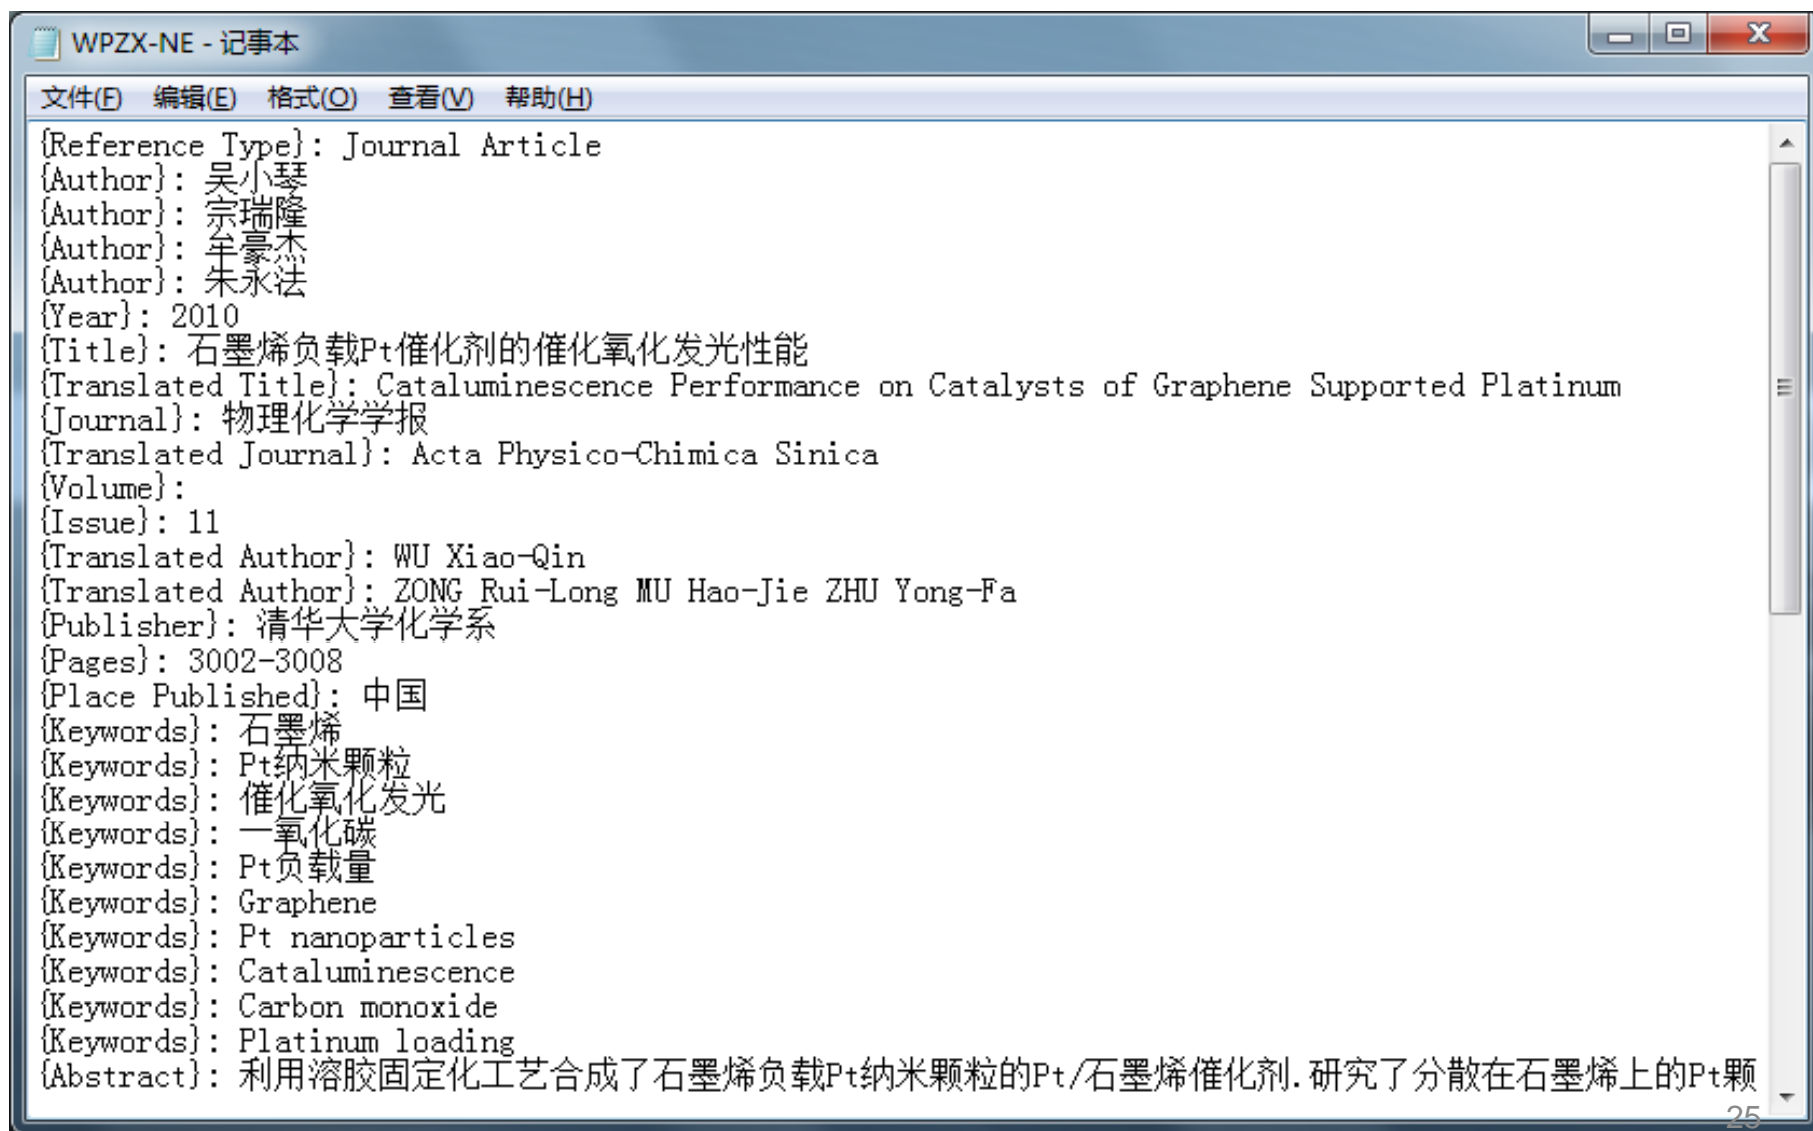 WPZX-NE - 记事本
文件(F) 编辑(E) 格式(O) 查看(V) 帮助(H)
{Reference Type}: Journal Article
{Author}: 吴小琴
{Author}: 宗瑞隆
{Author}: 牟豪杰
{Author}: 朱永法
{Year}: 2010
{Title}: 石墨烯负载Pt催化剂的催化氧化发光性能
{Translated Title}: Cataluminescence Performance on Catalysts of Graphene Supported Platinum
{Journal}: 物理化学学报
{Translated Journal}: Acta Physico-Chimica Sinica
{Volume}:
{Issue}: 11
{Translated Author}: WU Xiao-Qin
{Translated Author}: ZONG Rui-Long MU Hao-Jie ZHU Yong-Fa
{Publisher}: 清华大学化学系
{Pages}: 3002-3008
{Place Published}: 中国
{Keywords}: 石墨烯
{Keywords}: Pt纳米颗粒
{Keywords}: 催化氧化发光
{Keywords}: 一氧化碳
{Keywords}: Pt负载量
{Keywords}: Graphene
{Keywords}: Pt nanoparticles
{Keywords}: Cataluminescence
{Keywords}: Carbon monoxide
{Keywords}: Platinum loading
{Abstract}: 利用溶胶固定化工艺合成了石墨烯负载Pt纳米颗粒的Pt/石墨烯催化剂.研究了分散在石墨烯上的Pt颗
25